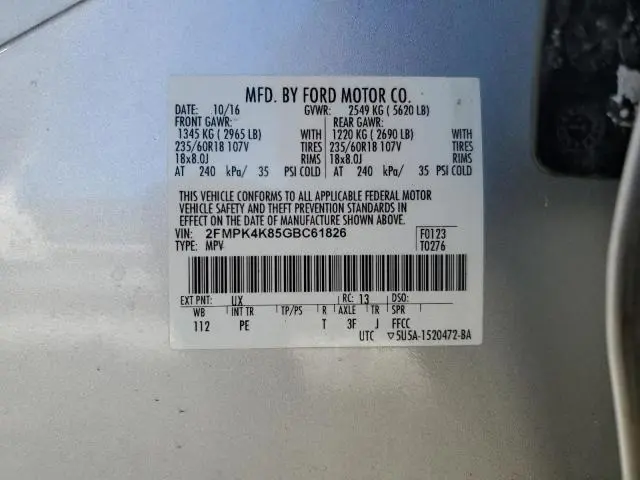 MFD. BY FORD MOTOR CO.
DATE: 10/16 GVWR: 2549 KG ( 5620 LB)
FRONT GAWR: REAR GAWR:
1345 KG ( 2965 LB) WITH 1220 KG ( 2690 LB) WITH
235/60R18 107V TIRES 235/60R18 107V TIRES
18x8.0J RIMS 18x8.0J RIMS
AT 240 kPa/ 35 PSI COLD AT 240 kPa/ 35 PSI COLD
THIS VEHICLE CONFORMS TO ALL APPLICABLE FEDERAL MOTOR
VEHICLE SAFETY AND THEFT PREVENTION STANDARDS IN
EFFECT ON THE DATE OF MANUFACTURE SHOWN ABOVE.
VIN: 2FMPK4K85GBC61826 F0123
TYPE: MPV T0276
EXT PNT: UX RC: 13 DSO:
WB INT TR TP/PS R AXLE TR SPR
112 PE T 3F J FFCC
UTC ▽5U5A-1520472-BA